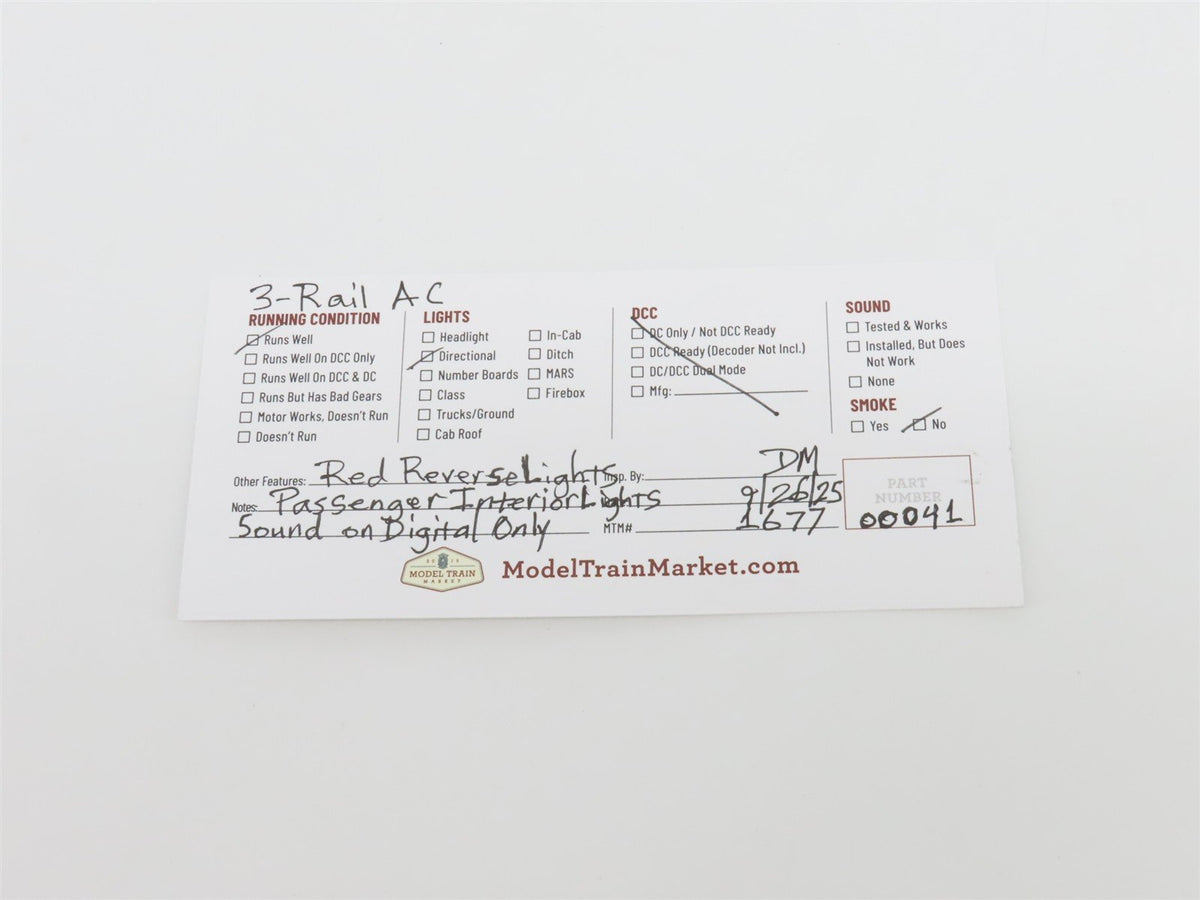 3-Rail AC
RUNNING CONDITION
Runs Well
Runs Well On DCC Only
Runs Well On DCC & DC
Runs But Has Bad Gears
Motor Works, Doesn't Run
Doesn't Run
LIGHTS
Headlight
Directional
Number Boards
Class
Trucks/Ground
Cab Roof
In-Cab
Ditch
MARS
Firebox
DCC
DC Only / Not DCC Ready
DCC Ready (Decoder Not Incl.)
DC/DCC Dual Mode
Mfg:
SOUND
Tested & Works
Installed, But Does
Not Work
None
SMOKE
Yes No
Other Features: Red Reverse Lights
Notes: Passenger Interior Lights
Sound on Digital Only
Insp. By: DM
9/26/25
MTM# 1677
PART
NUMBER
00041
2015
MODEL TRAIN
MARKET
ModelTrainMarket.com